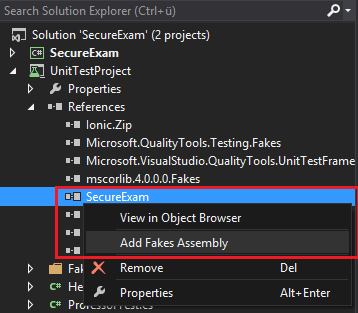 Search Solution Explorer (Ctrl+ü)
Solution 'SecureExam' (2 projects)
SecureExam
UnitTestProject
Properties
References
Ionic.Zip
Microsoft.QualityTools.Testing.Fakes
Microsoft.VisualStudio.QualityTools.UnitTestFrame
mscorlib.4.0.0.0.Fakes
SecureExam
View in Object Browser
Add Fakes Assembly
Fak
Remove Del
He
Properties Alt+Enter